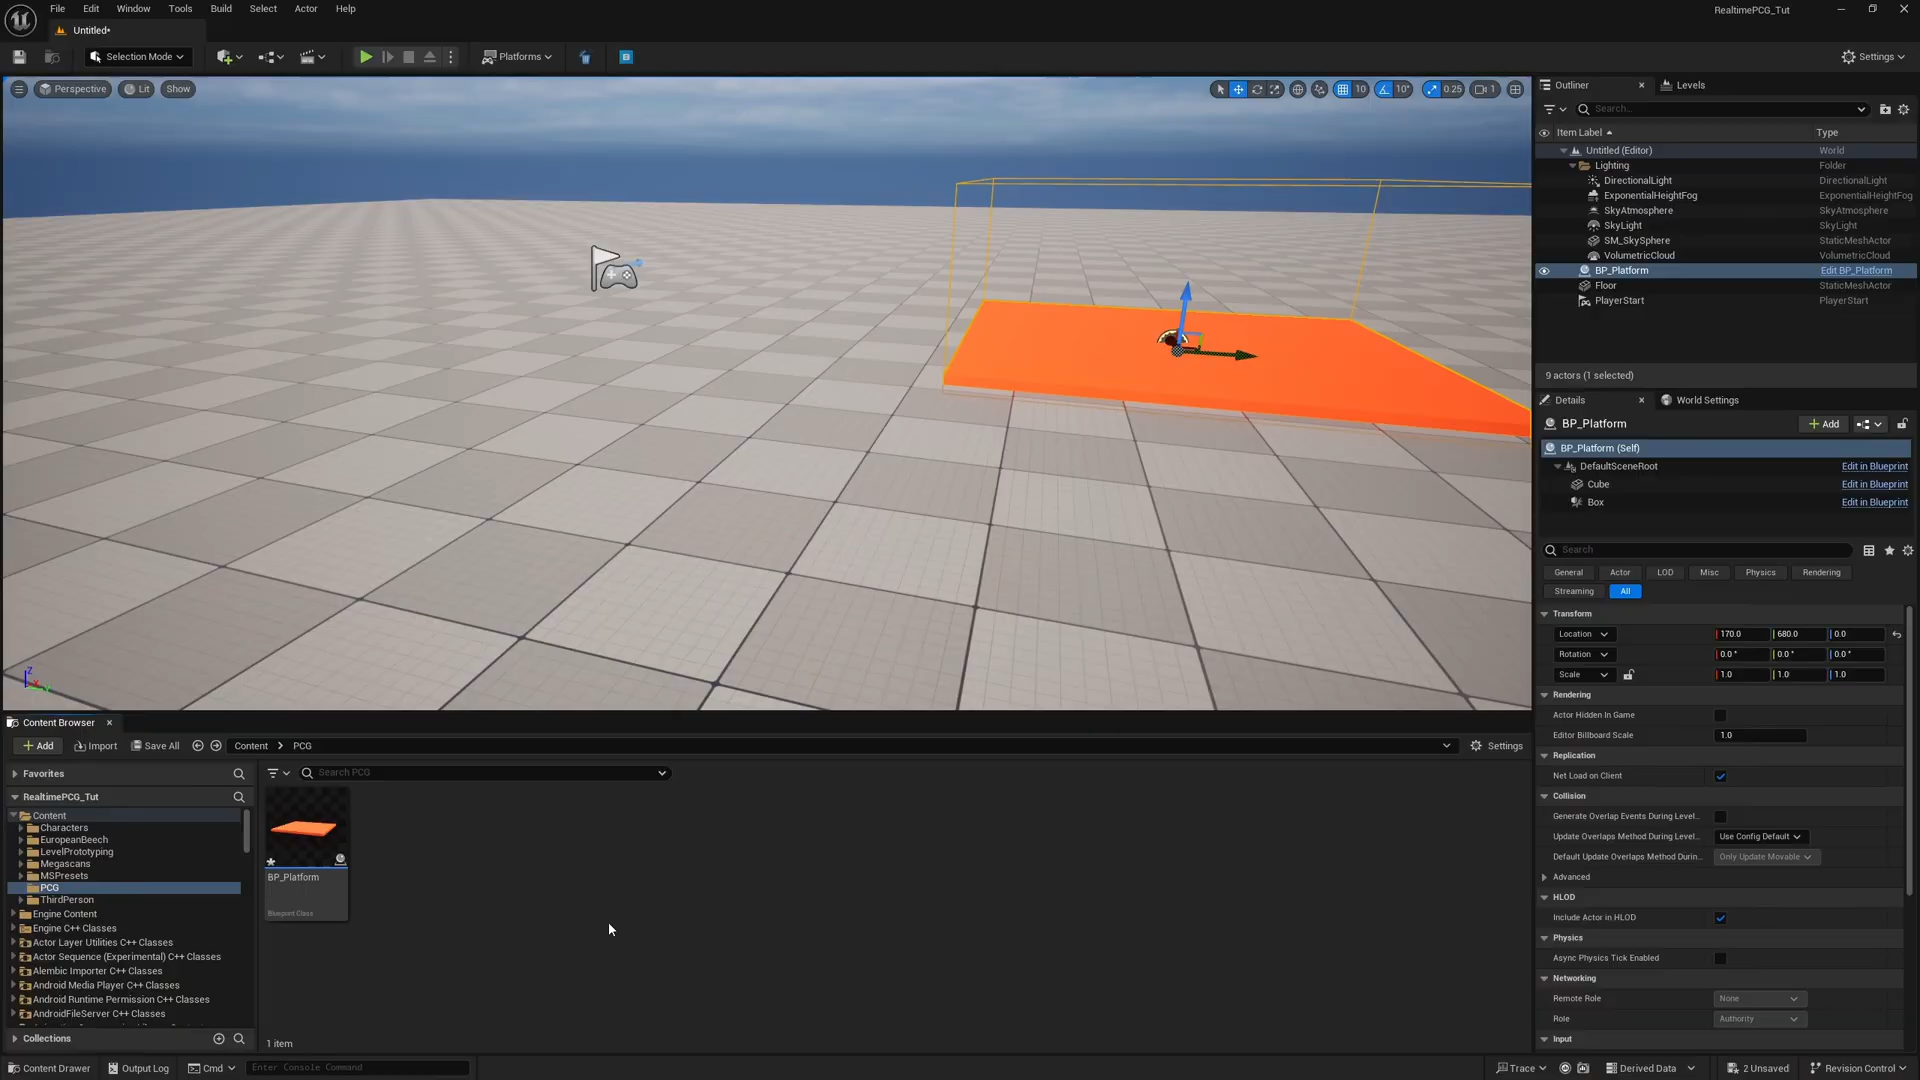 File Edit Window Tools Build Select Actor Help
RealtimePCG_Tut
Untitled*
Selection Mode
Platforms
Settings
Perspective Lit Show
10 10° 0.25 1
Outliner Levels
Search...
Item Label Type
Untitled (Editor) World
Lighting Folder
DirectionalLight DirectionalLight
ExponentialHeightFog ExponentialHeightFog
SkyAtmosphere SkyAtmosphere
SkyLight SkyLight
SM_SkySphere StaticMeshActor
VolumetricCloud VolumetricCloud
BP_Platform Edit BP_Platform
Floor StaticMeshActor
PlayerStart PlayerStart
9 actors (1 selected)
Details World Settings
BP_Platform Add
BP_Platform (Self)
DefaultSceneRoot Edit in Blueprint
Cube Edit in Blueprint
Box Edit in Blueprint
Search
General Actor LOD Misc Physics Rendering
Streaming All
Transform
Location 170.0 680.0 0.0
Rotation 0.0° 0.0° 0.0°
Scale 1.0 1.0 1.0
Rendering
Actor Hidden In Game
Editor Billboard Scale 1.0
Replication
Net Load on Client
Collision
Generate Overlap Events During Level...
Update Overlaps Method During Level... Use Config Default
Default Update Overlaps Method Durin... Only Update Movable
Advanced
HLOD
Include Actor in HLOD
Physics
Async Physics Tick Enabled
Networking
Remote Role None
Role Authority
Input
Z
Content Browser
Add Import Save All Content PCG Settings
Favorites
Search PCG
RealtimePCG_Tut
Content
Characters
EuropeanBeech
LevelPrototyping
Megascans
MSPresets
PCG
ThirdPerson
Engine Content
Engine C++ Classes
Actor Layer Utilities C++ Classes
Actor Sequence (Experimental) C++ Classes
Alembic Importer C++ Classes
Android Media Player C++ Classes
Android Runtime Permission C++ Classes
AndroidFileServer C++ Classes
Collections
BP_Platform
Blueprint Class
1 item
Content Drawer Output Log Cmd Enter Console Command
Trace Derived Data 2 Unsaved Revision Control